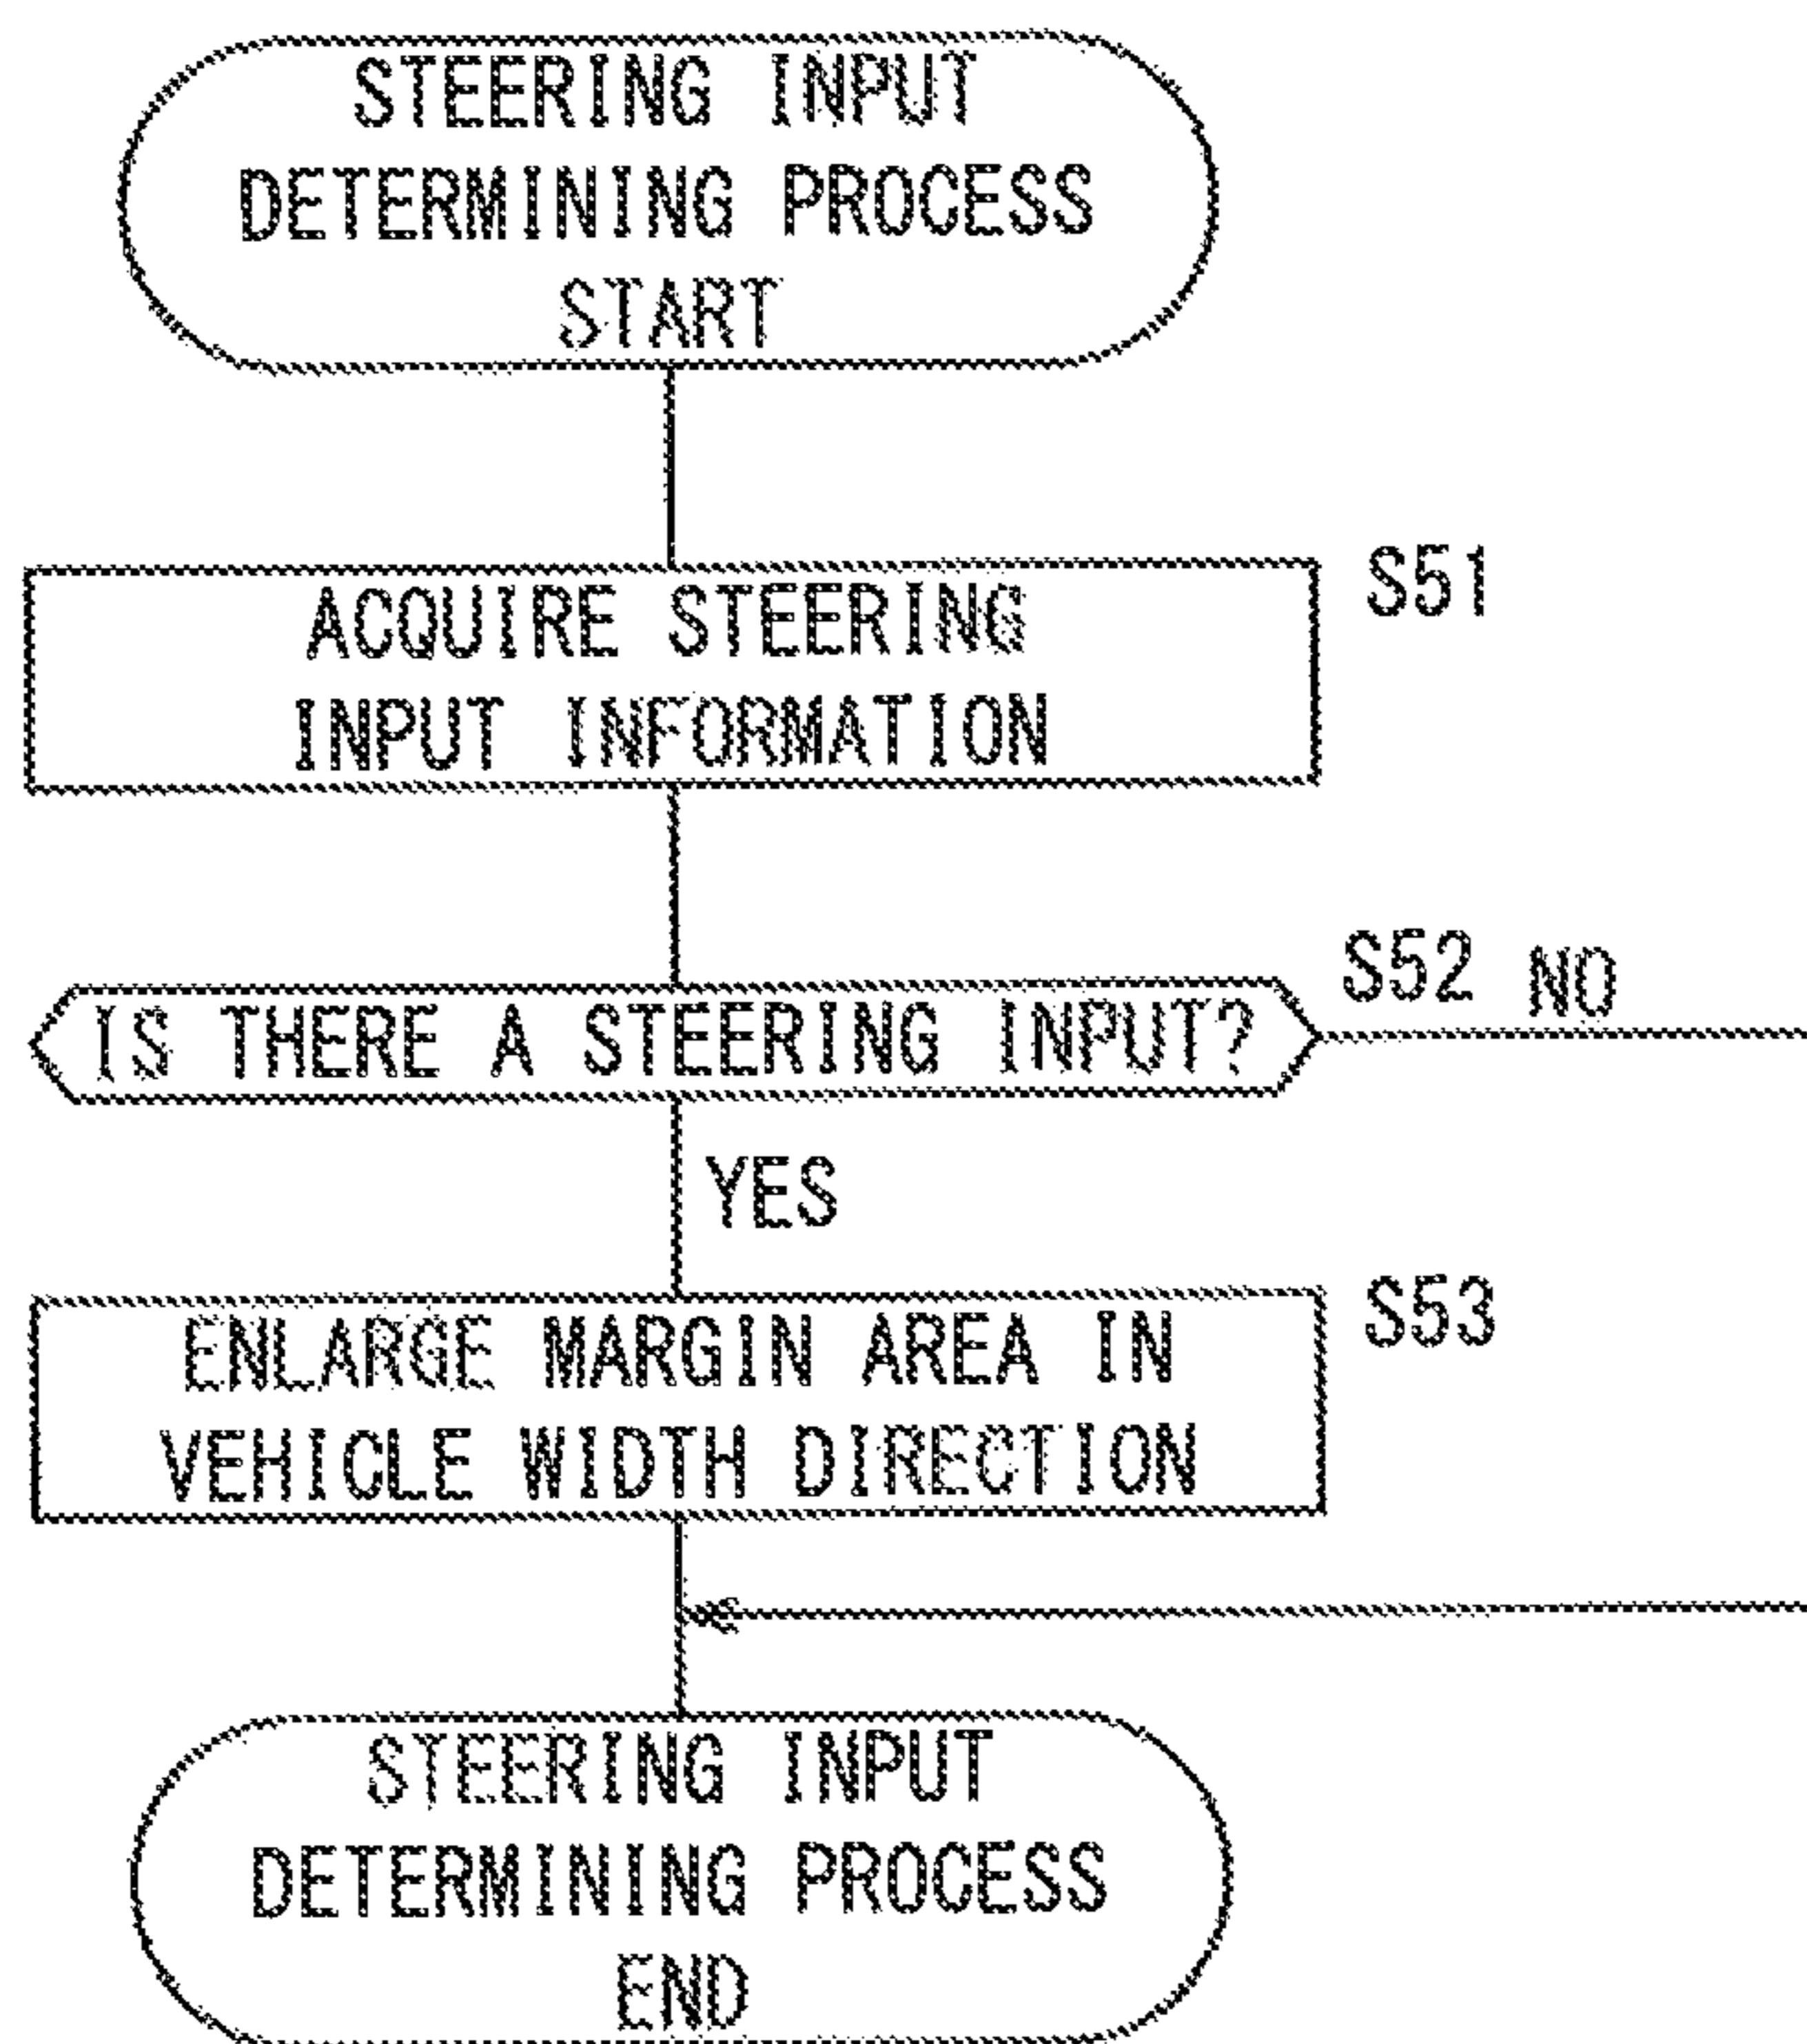 STEERING INPUT
DETERMINING PROCESS
START
ACQUIRE STEERING
INPUT INFORMATION
S51
IS THERE A STEERING INPUT?
S52 NO
YES
ENLARGE MARGIN AREA IN
VEHICLE WIDTH DIRECTION
S53
STEERING INPUT
DETERMINING PROCESS
END